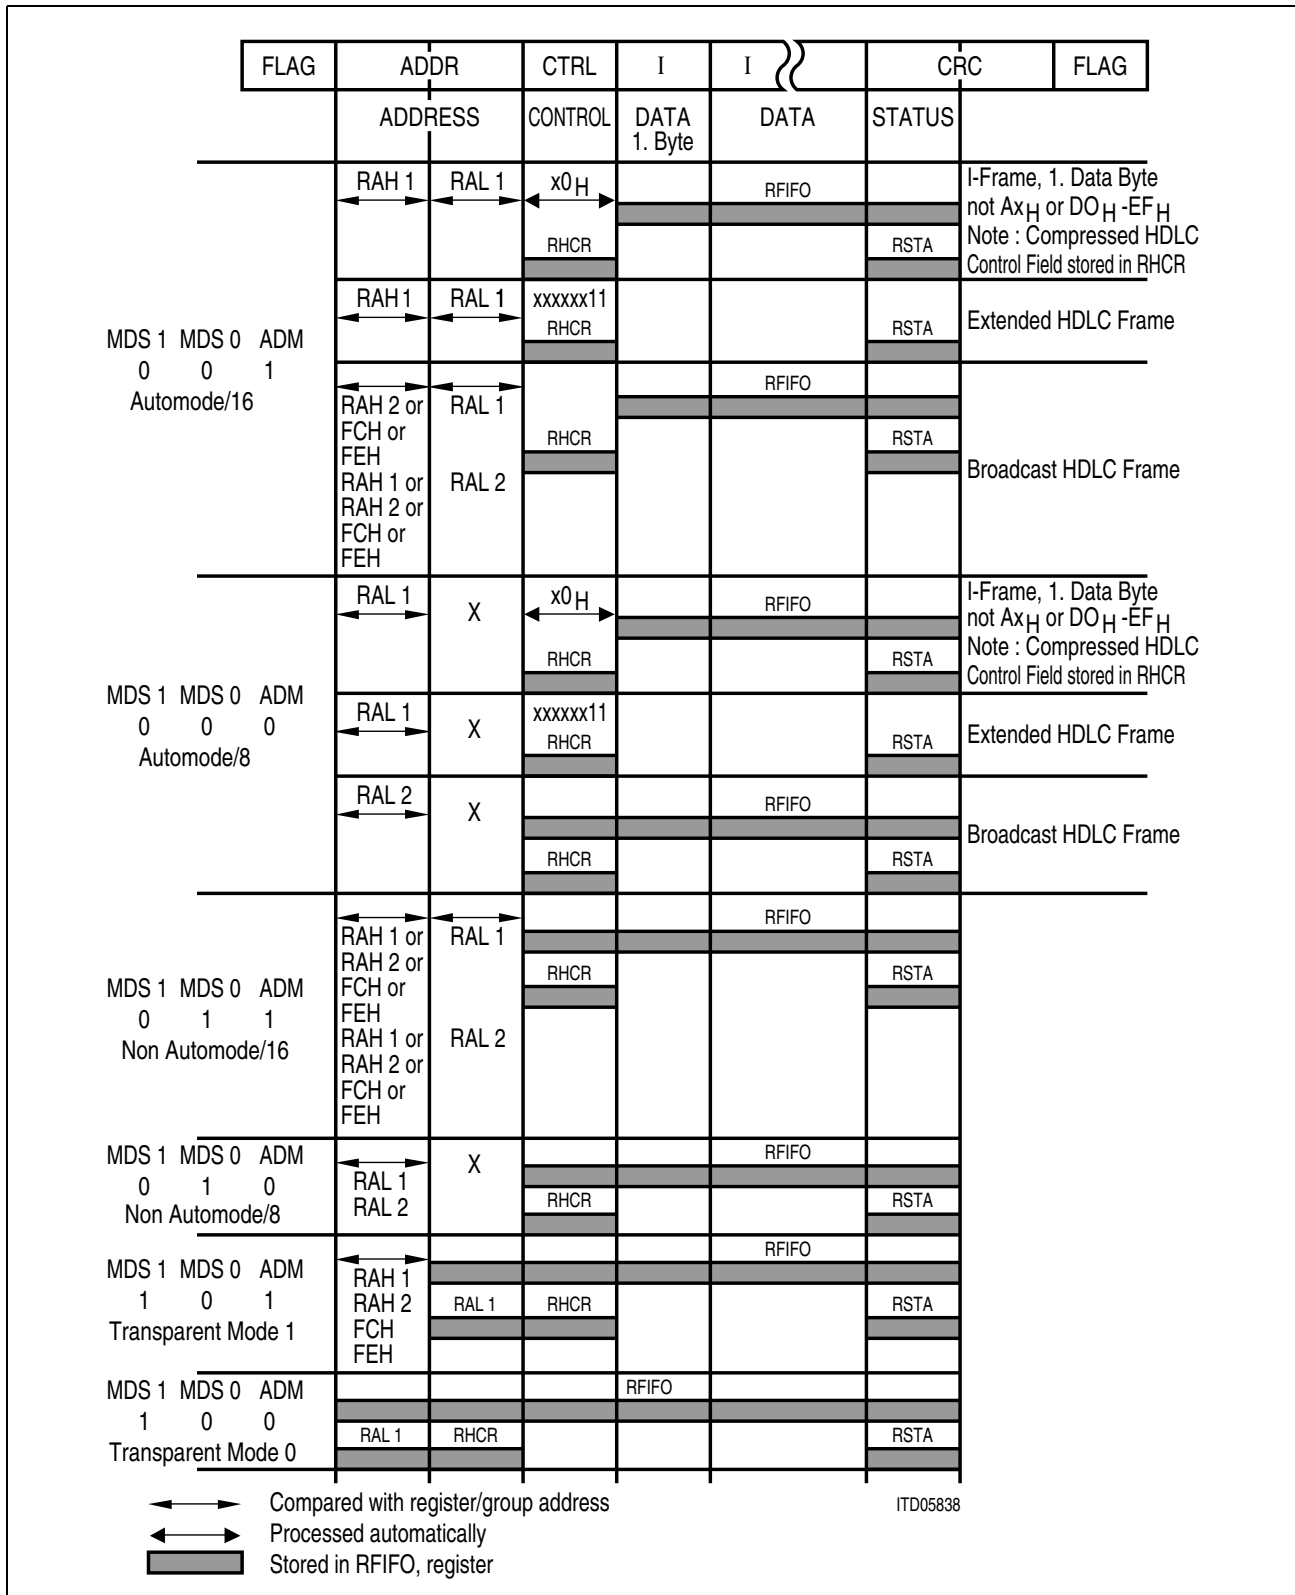 FLAG ADDR CTRL I I CRC FLAG
ADDRESS CONTROL DATA DATA STATUS
1. Byte
RAH 1 RAL 1 x0H RFIFO I-Frame, 1. Data Byte
not AxH or DOH -EFH
RHCR RSTA Note : Compressed HDLC
Control Field stored in RHCR
MDS 1 MDS 0 ADM
0 0 1
Automode/16
RAH 1 RAL 1 xxxxxx11
RHCR RSTA Extended HDLC Frame
RFIFO
RAH 2 or RAL 1
FCH or RHCR RSTA
FEH
RAH 1 or RAL 2 Broadcast HDLC Frame
RAH 2 or
FCH or
FEH
RAL 1 X x0H RFIFO I-Frame, 1. Data Byte
not AxH or DOH -EFH
RHCR RSTA Note : Compressed HDLC
Control Field stored in RHCR
MDS 1 MDS 0 ADM
0 0 0
Automode/8
RAL 1 X xxxxxx11
RHCR RSTA Extended HDLC Frame
RAL 2 X RFIFO
Broadcast HDLC Frame
RHCR RSTA
RFIFO
RAH 1 or RAL 1
RAH 2 or RHCR RSTA
FCH or
FEH
RAH 1 or RAL 2
RAH 2 or
FCH or
FEH
MDS 1 MDS 0 ADM
0 1 1
Non Automode/16
MDS 1 MDS 0 ADM
0 1 0
Non Automode/8
X RFIFO
RAL 1
RAL 2 RHCR RSTA
MDS 1 MDS 0 ADM
1 0 1
Transparent Mode 1
RFIFO
RAH 1
RAH 2 RAL 1 RHCR RSTA
FCH
FEH
MDS 1 MDS 0 ADM
1 0 0
Transparent Mode 0
RFIFO
RAL 1 RHCR RSTA
Compared with register/group address ITD05838
Processed automatically
Stored in RFIFO, register